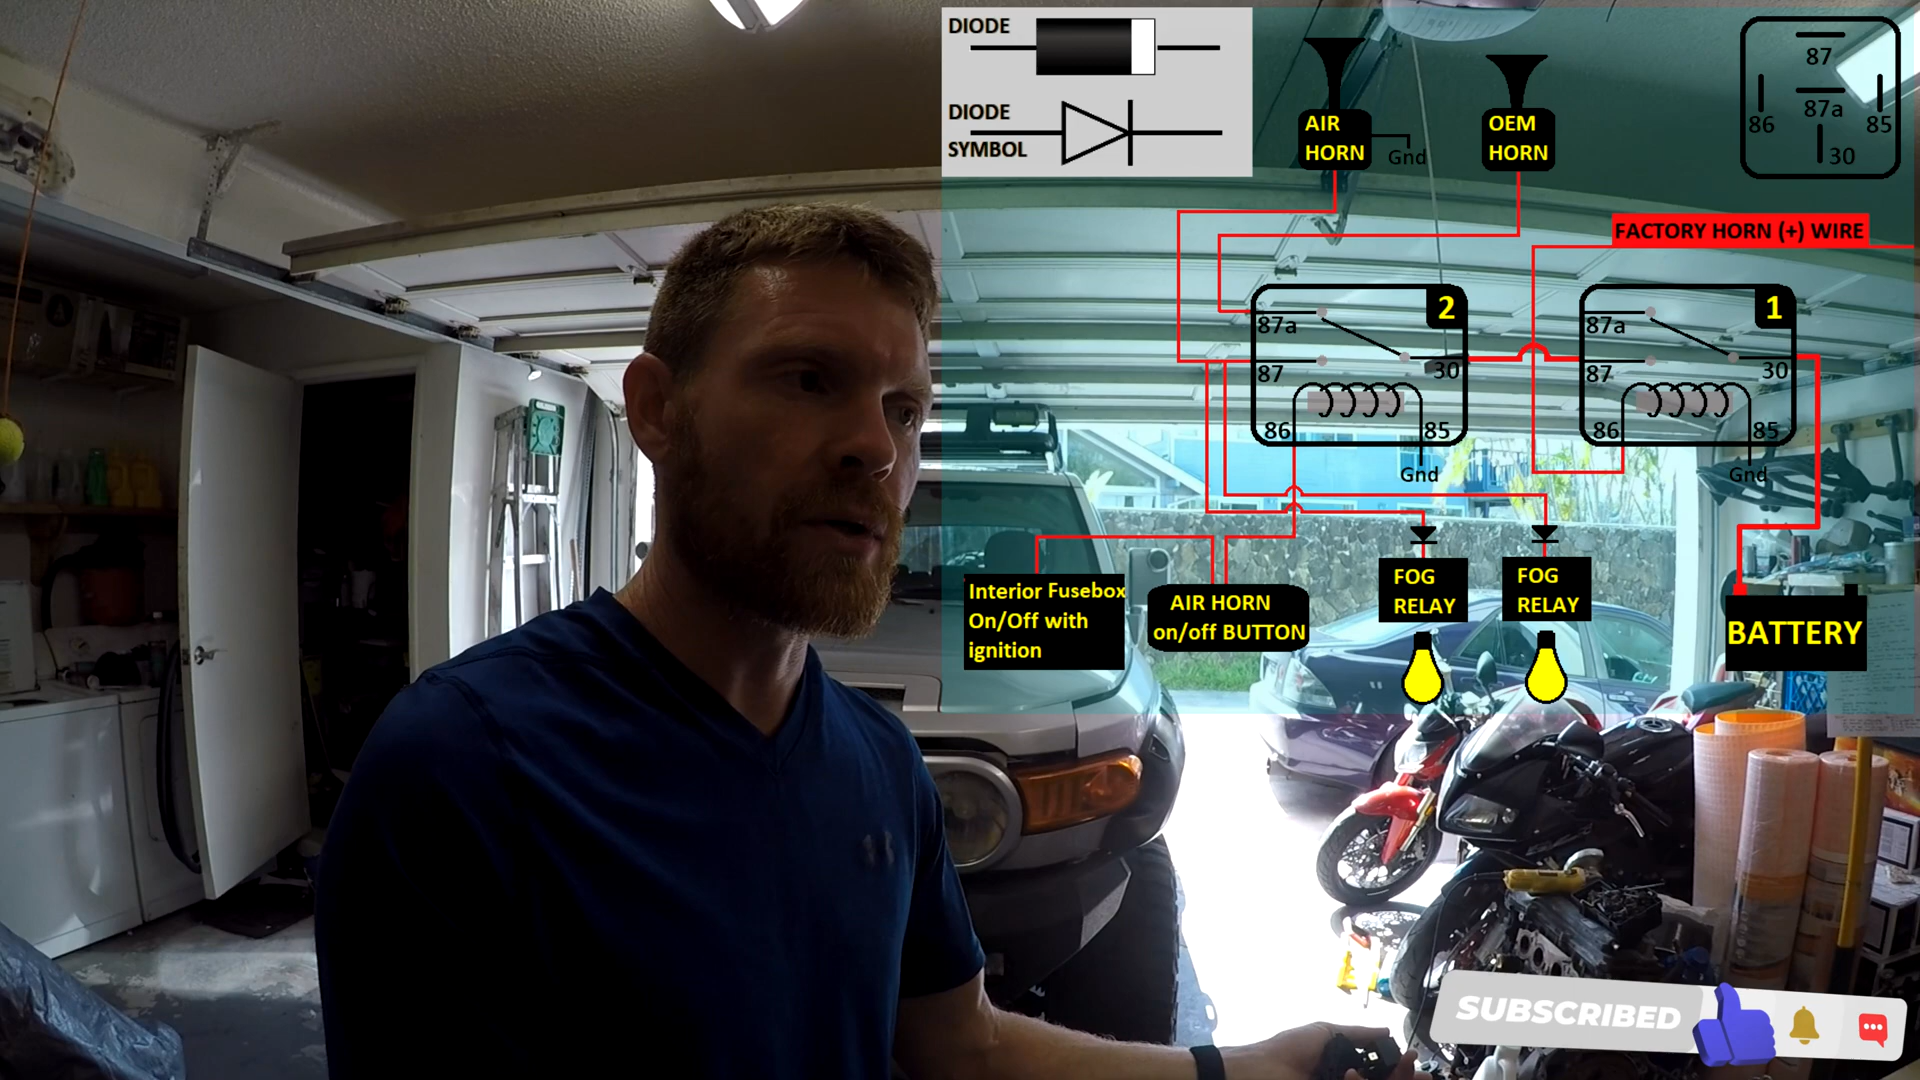 DIODE
DIODE
SYMBOL
AIR
HORN
Gnd
OEM
HORN
87
87a
86
85
30
FACTORY HORN (+) WIRE
2
87a
87
30
86
85
Gnd
1
87a
87
30
86
85
Gnd
Interior Fusebox
On/Off with
ignition
AIR HORN
on/off BUTTON
FOG
RELAY
FOG
RELAY
BATTERY
SUBSCRIBED